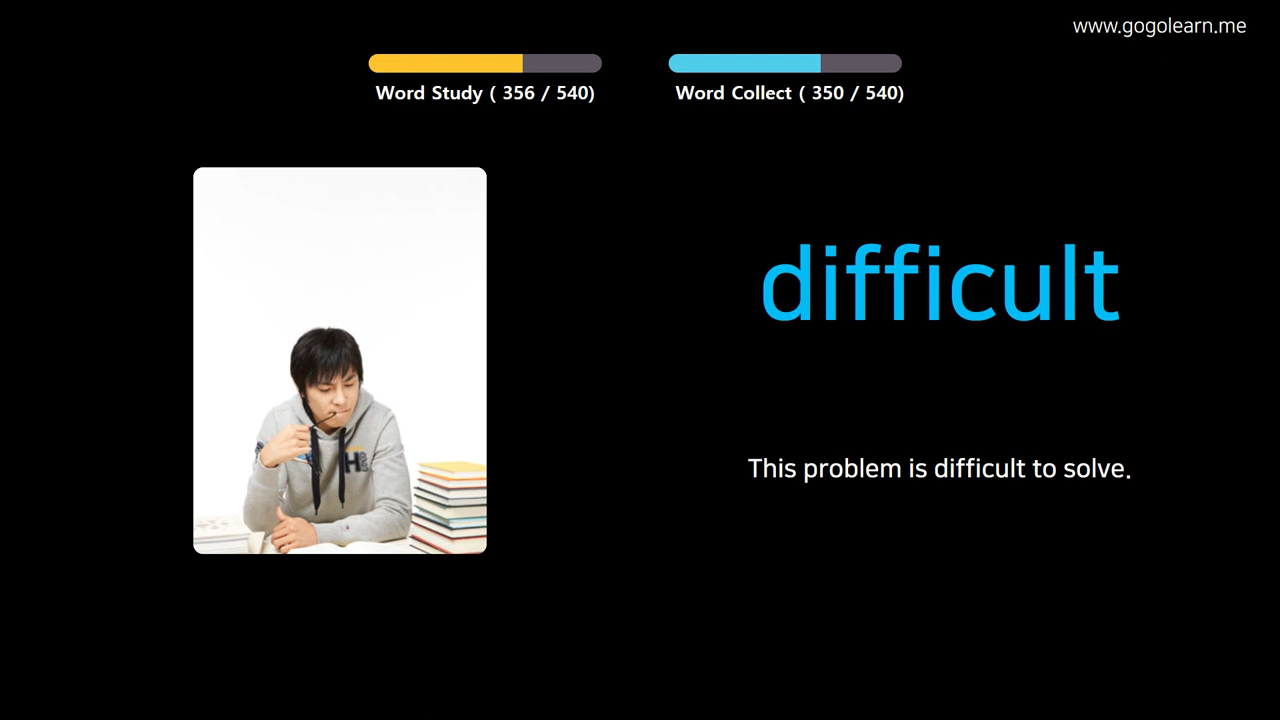 www.gogolearn.me
Word Study ( 356 / 540)
Word Collect ( 350 / 540)
difficult
This problem is difficult to solve.
H